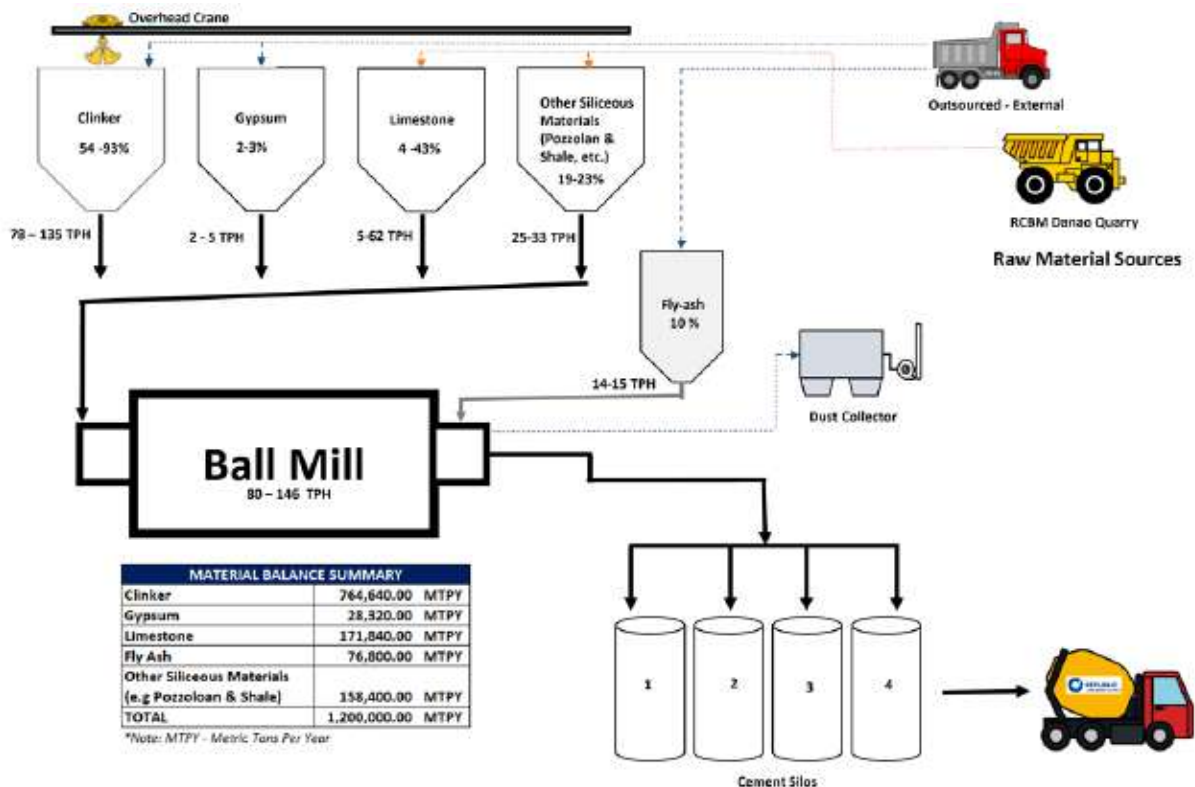 Overhead Crane
Clinker
54 -93%
Gypsum
2-3%
Limestone
4 -43%
Other Siliceous
Materials
(Pozzolan &
Shale, etc.)
19-23%
Outsourced - External
RCBM Danao Quarry
Raw Material Sources
78 – 135 TPH
2 - 5 TPH
5-62 TPH
25-33 TPH
Fly-ash
10 %
14-15 TPH
Dust Collector
Ball Mill
80 – 146 TPH
MATERIAL BALANCE SUMMARY
Clinker 764,640.00 MTPY
Gypsum 28,320.00 MTPY
Limestone 171,840.00 MTPY
Fly Ash 76,800.00 MTPY
Other Siliceous Materials
(e.g Pozzoloan & Shale) 158,400.00 MTPY
TOTAL 1,200,000.00 MTPY
*Note: MTPY - Metric Tons Per Year
1
2
3
4
REPUBLIC
Cement Silos